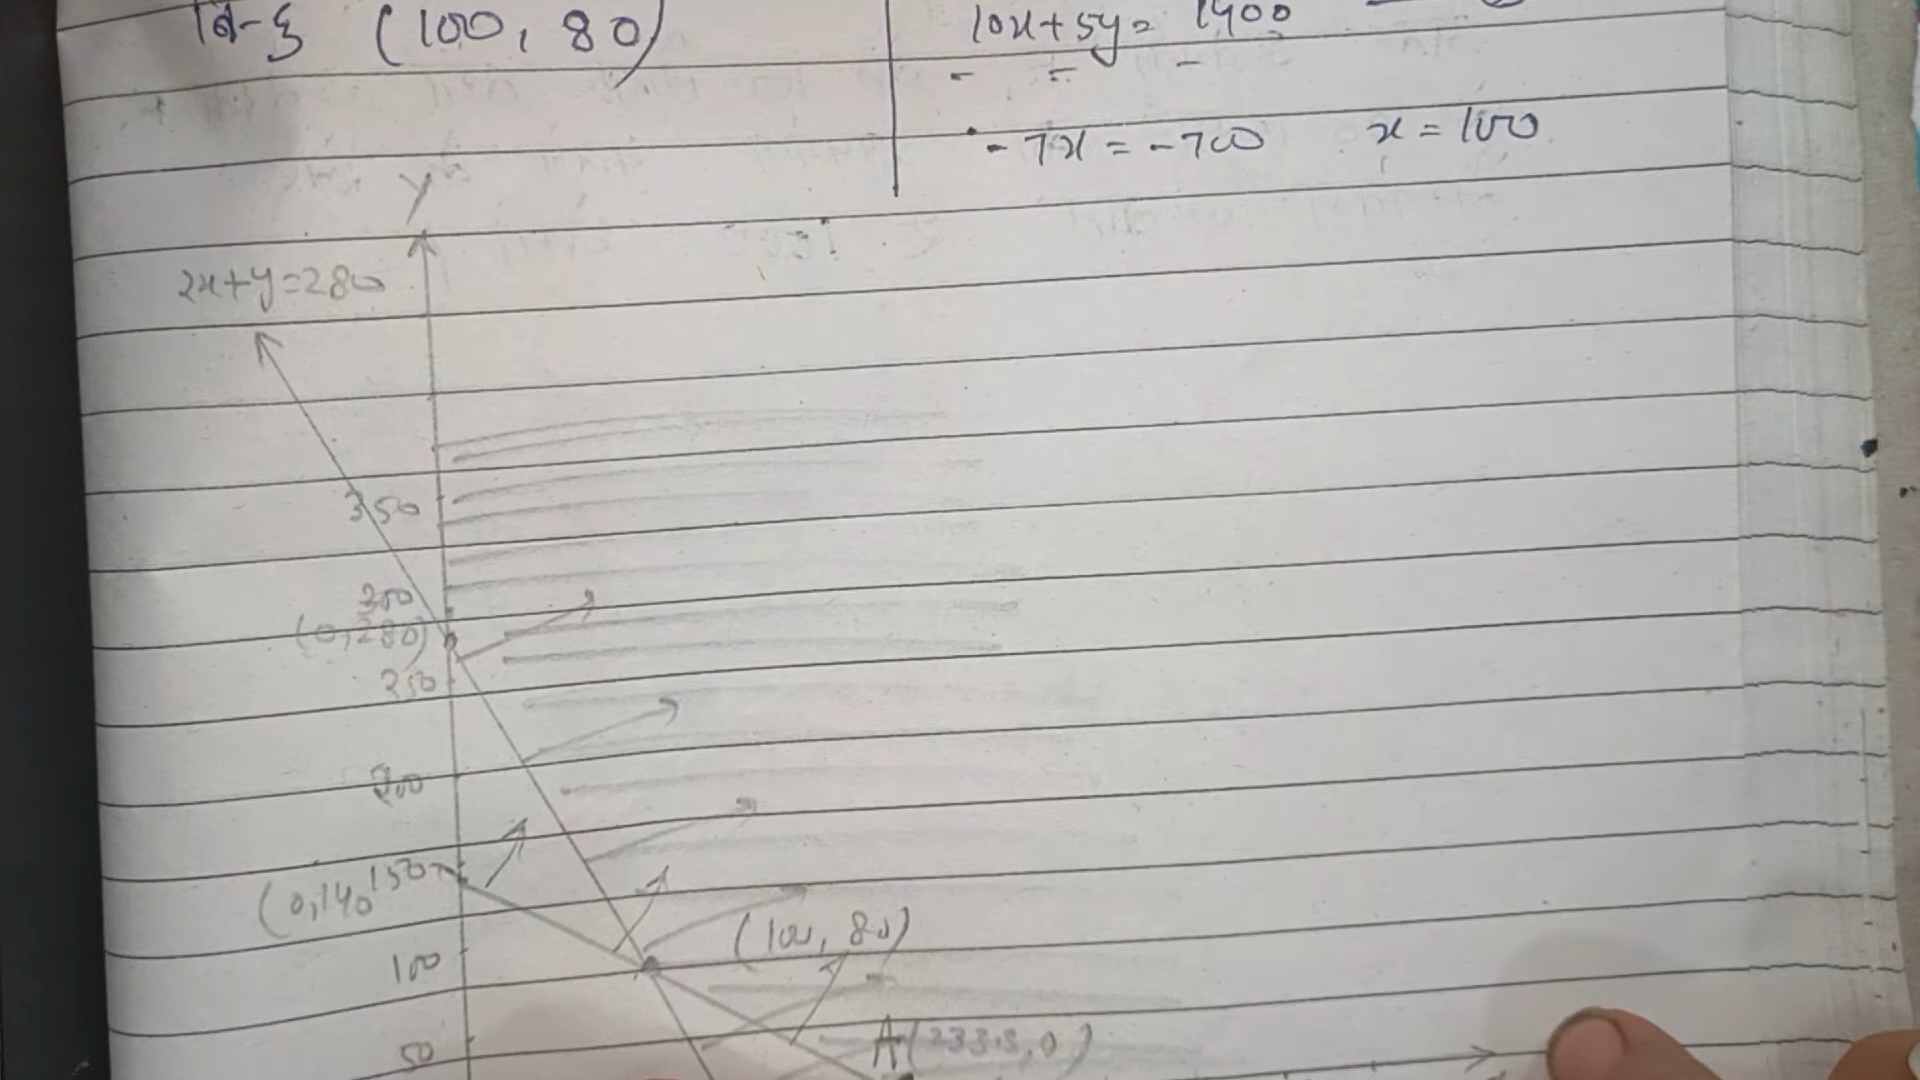 (100, 80)
10x+5y= 1400
- - -
- 7x = -700 x = 100
Y
2x+y=280
350
300
(0,280)
250
200
150
(0,140
(100, 80)
100
A(233.3,0)
50